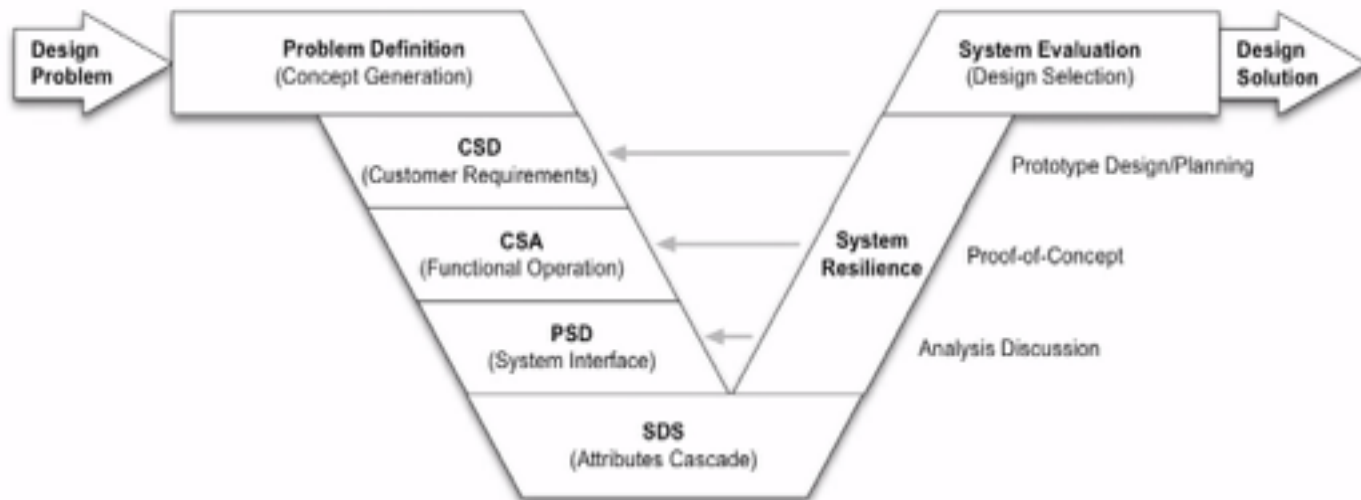 Design
Problem
Problem Definition
(Concept Generation)
System Evaluation
(Design Selection)
Design
Solution
CSD
(Customer Requirements)
Prototype Design/Planning
CSA
(Functional Operation)
System
Resilience
Proof-of-Concept
PSD
(System Interface)
Analysis Discussion
SDS
(Attributes Cascade)